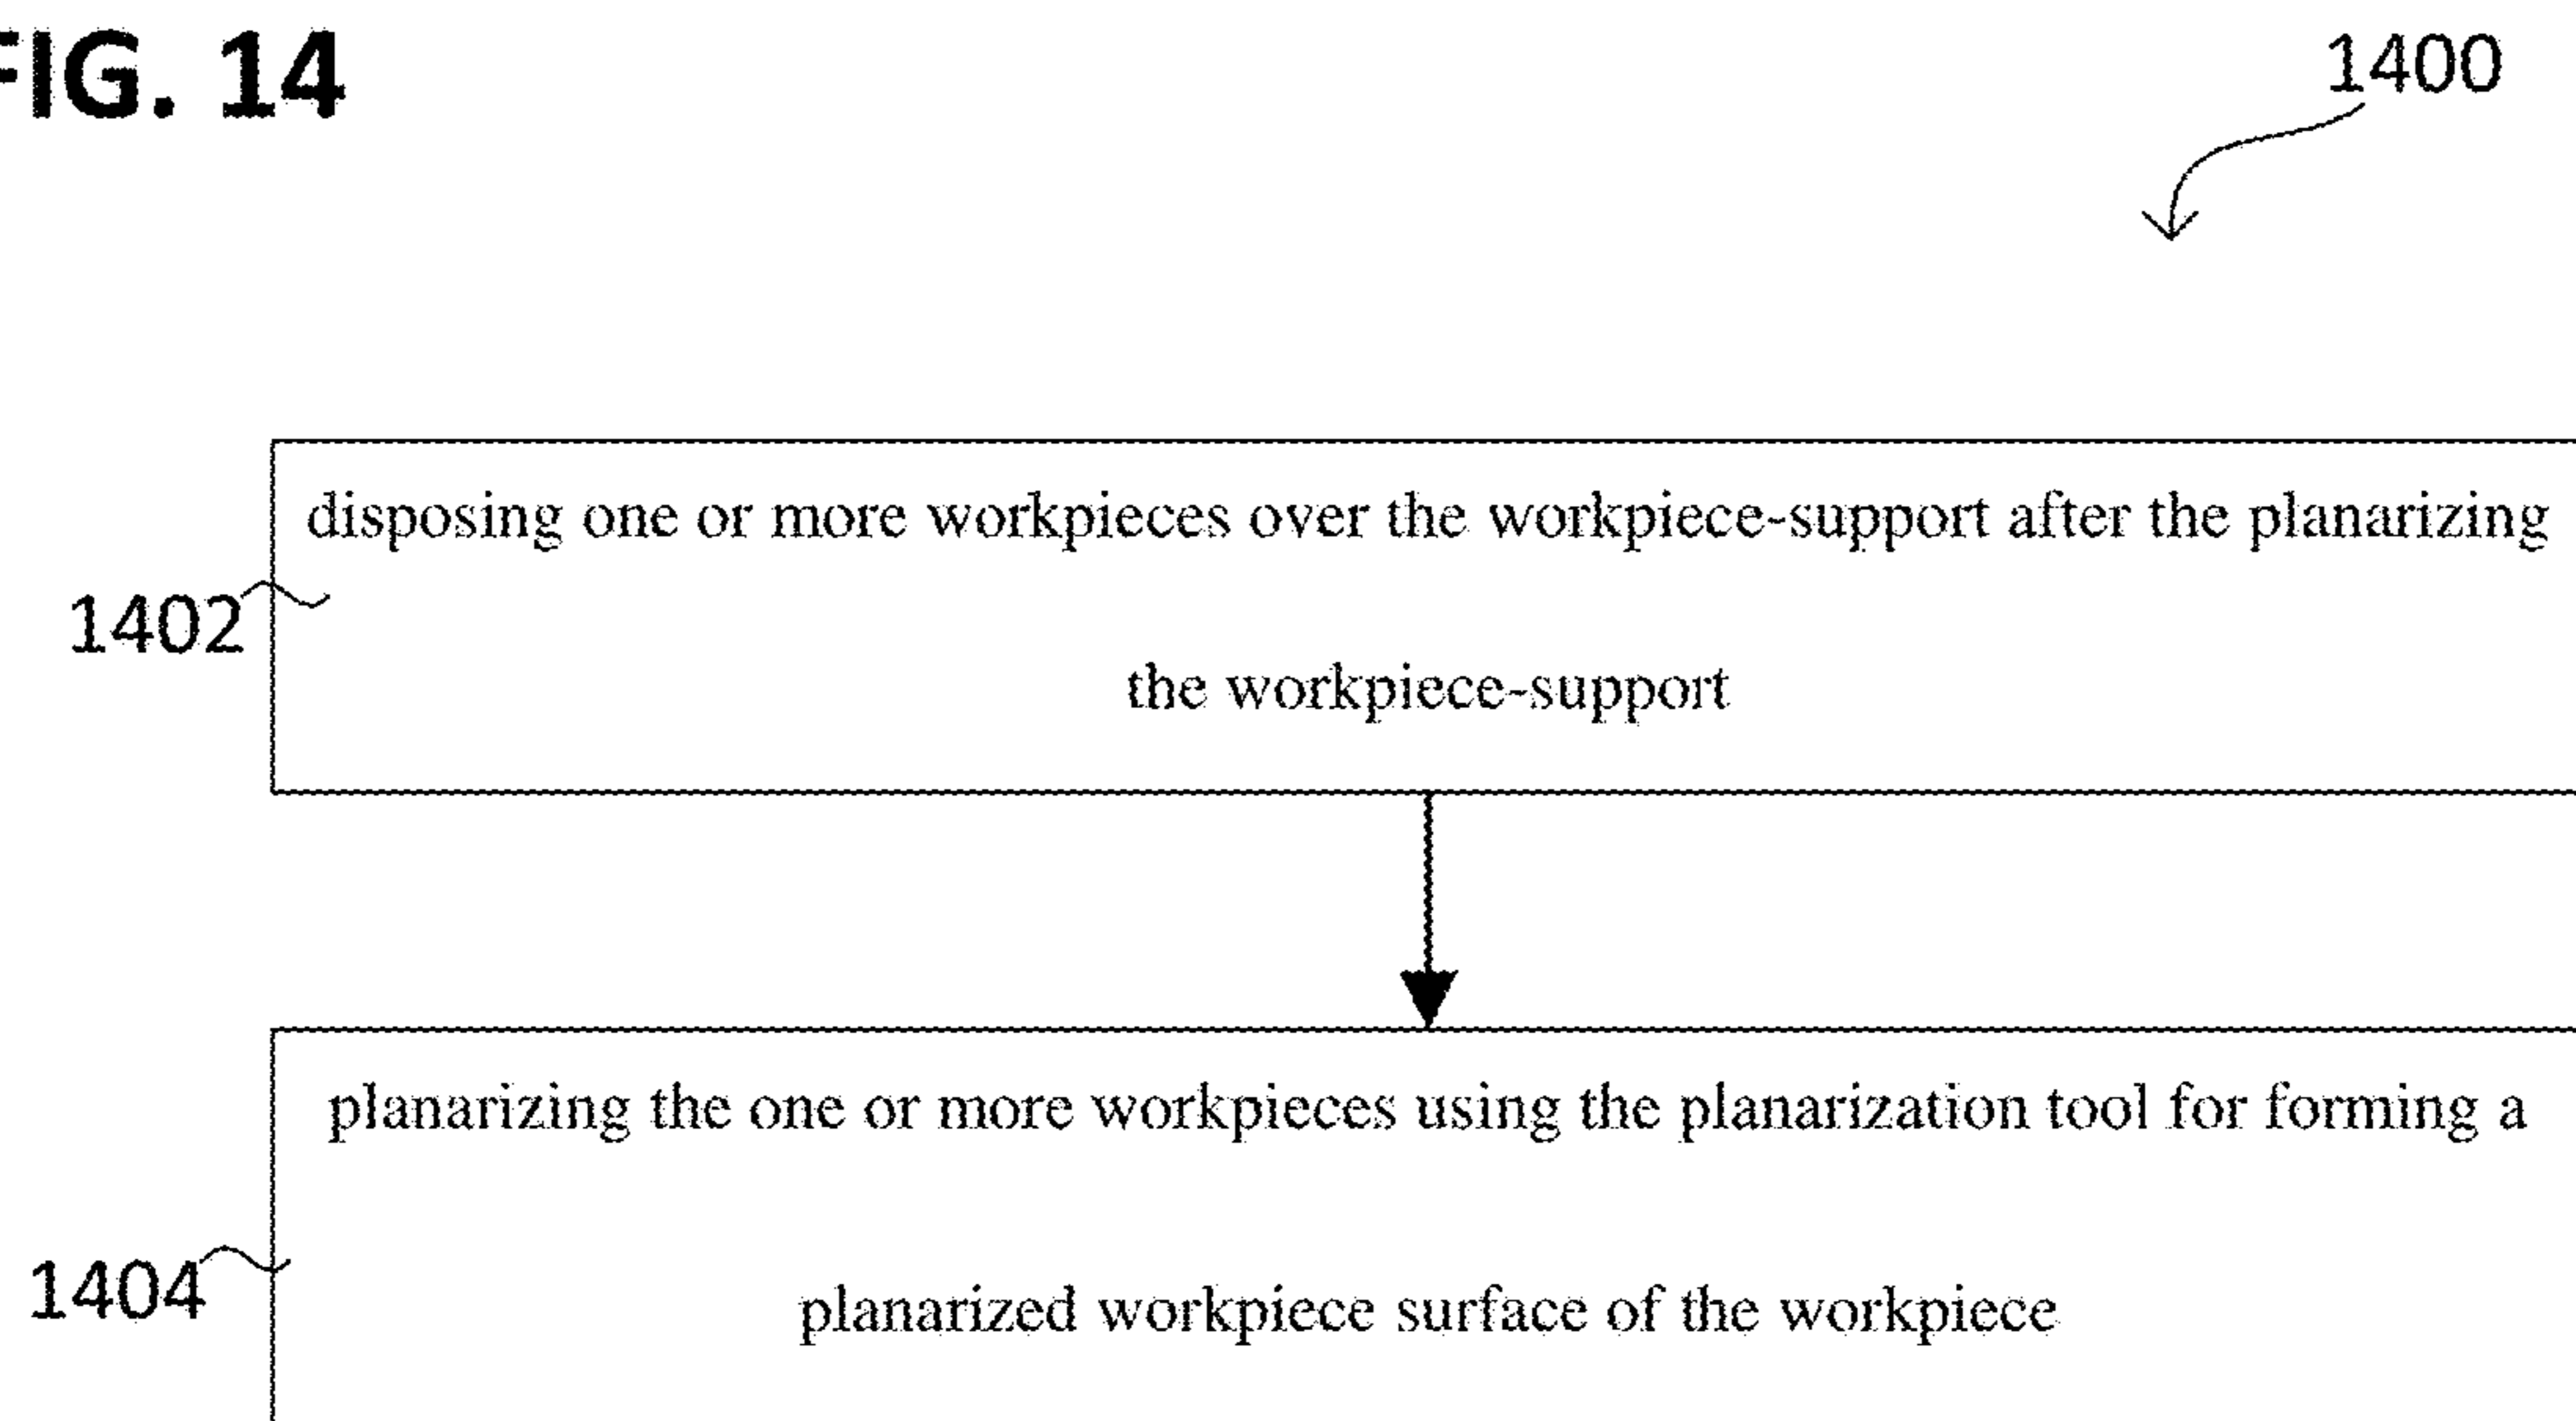 FIG. 14
1400
disposing one or more workpieces over the workpiece-support after the planarizing
1402
the workpiece-support
planarizing the one or more workpieces using the planarization tool for forming a
1404
planarized workpiece surface of the workpiece